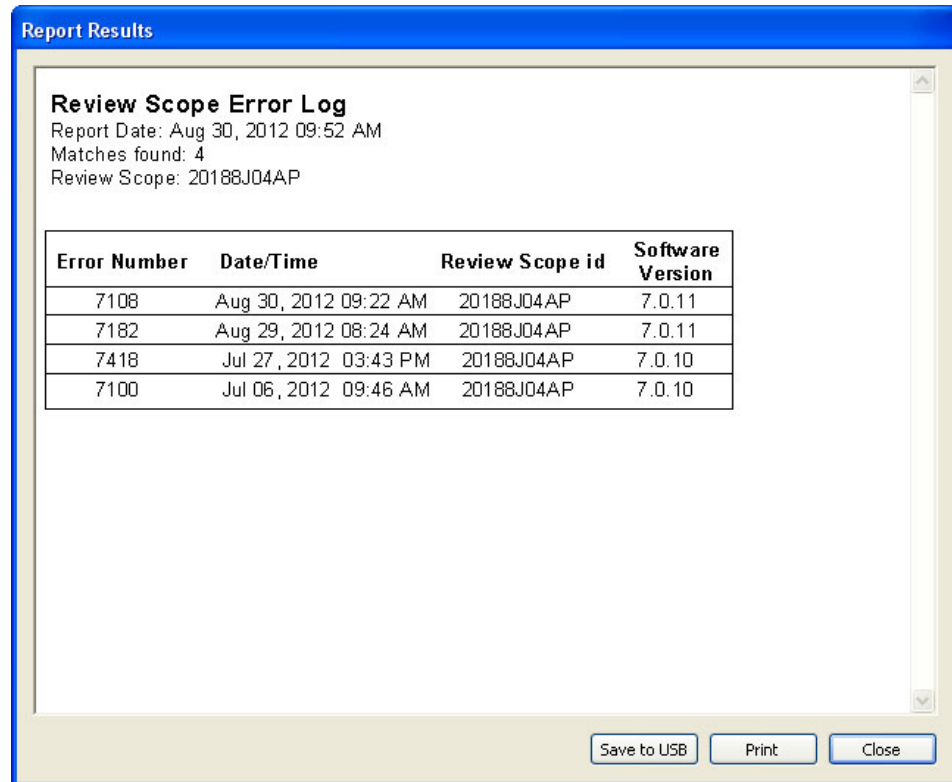 Report Results
Review Scope Error Log
Report Date: Aug 30, 2012 09:52 AM
Matches found: 4
Review Scope: 20188J04AP
Error Number Date/Time Review Scope id Software Version
7108 Aug 30, 2012 09:22 AM 20188J04AP 7.0.11
7182 Aug 29, 2012 08:24 AM 20188J04AP 7.0.11
7418 Jul 27, 2012 03:43 PM 20188J04AP 7.0.10
7100 Jul 06, 2012 09:46 AM 20188J04AP 7.0.10
Save to USB Print Close